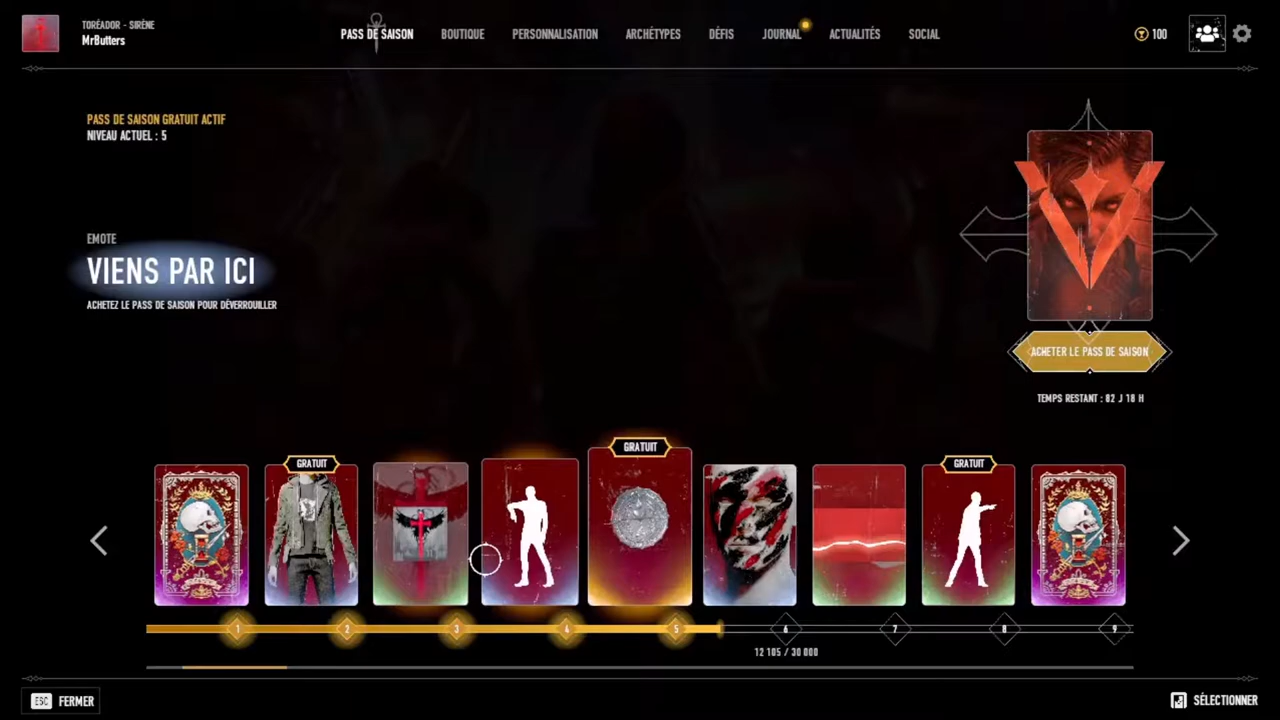 TORÉADOR - SIRÈNE
MrButters
PASS DE SAISON
BOUTIQUE
PERSONNALISATION
ARCHÉTYPES
DÉFIS
JOURNAL
ACTUALITÉS
SOCIAL
100
PASS DE SAISON GRATUIT ACTIF
NIVEAU ACTUEL : 5
EMOTE
VIENS PAR ICI
ACHETEZ LE PASS DE SAISON POUR DÉVERROUILLER
ACHETER LE PASS DE SAISON
TEMPS RESTANT : 82 J 18 H
GRATUIT
GRATUIT
GRATUIT
1
2
3
4
5
6
7
8
9
12 105 / 30 000
ESC FERMER
SÉLECTIONNER